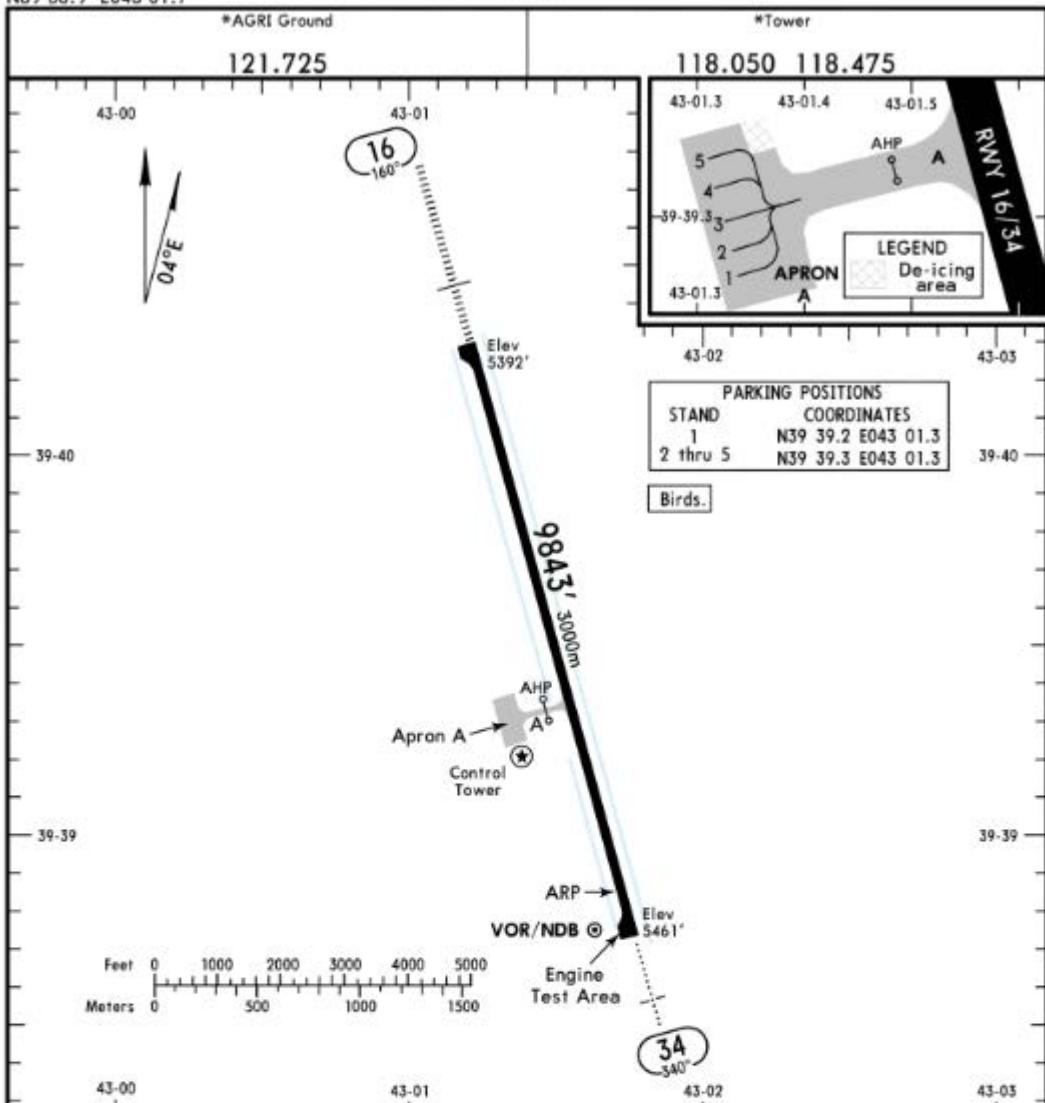 *AGRI Ground
*Tower
121.725
118.050 118.475
43-00
43-01
16
160°
04°E
43-01.3
43-01.4
43-01.5
5
4
3
2
1
39-39.3
43-01.3
AHP
A
RWY 16/34
APRON
A
LEGEND
De-icing
area
43-02
43-03
Elev
5392'
PARKING POSITIONS
STAND COORDINATES
1 N39 39.2 E043 01.3
2 thru 5 N39 39.3 E043 01.3
39-40
39-40
Birds.
9843'
3000m
AHP
A
Apron A
Control
Tower
39-39
39-39
ARP
VOR/NDB
Elev
5461'
Engine
Test Area
Feet 0 1000 2000 3000 4000 5000
Meters 0 500 1000 1500
34
340°
43-00
43-01
43-02
43-03